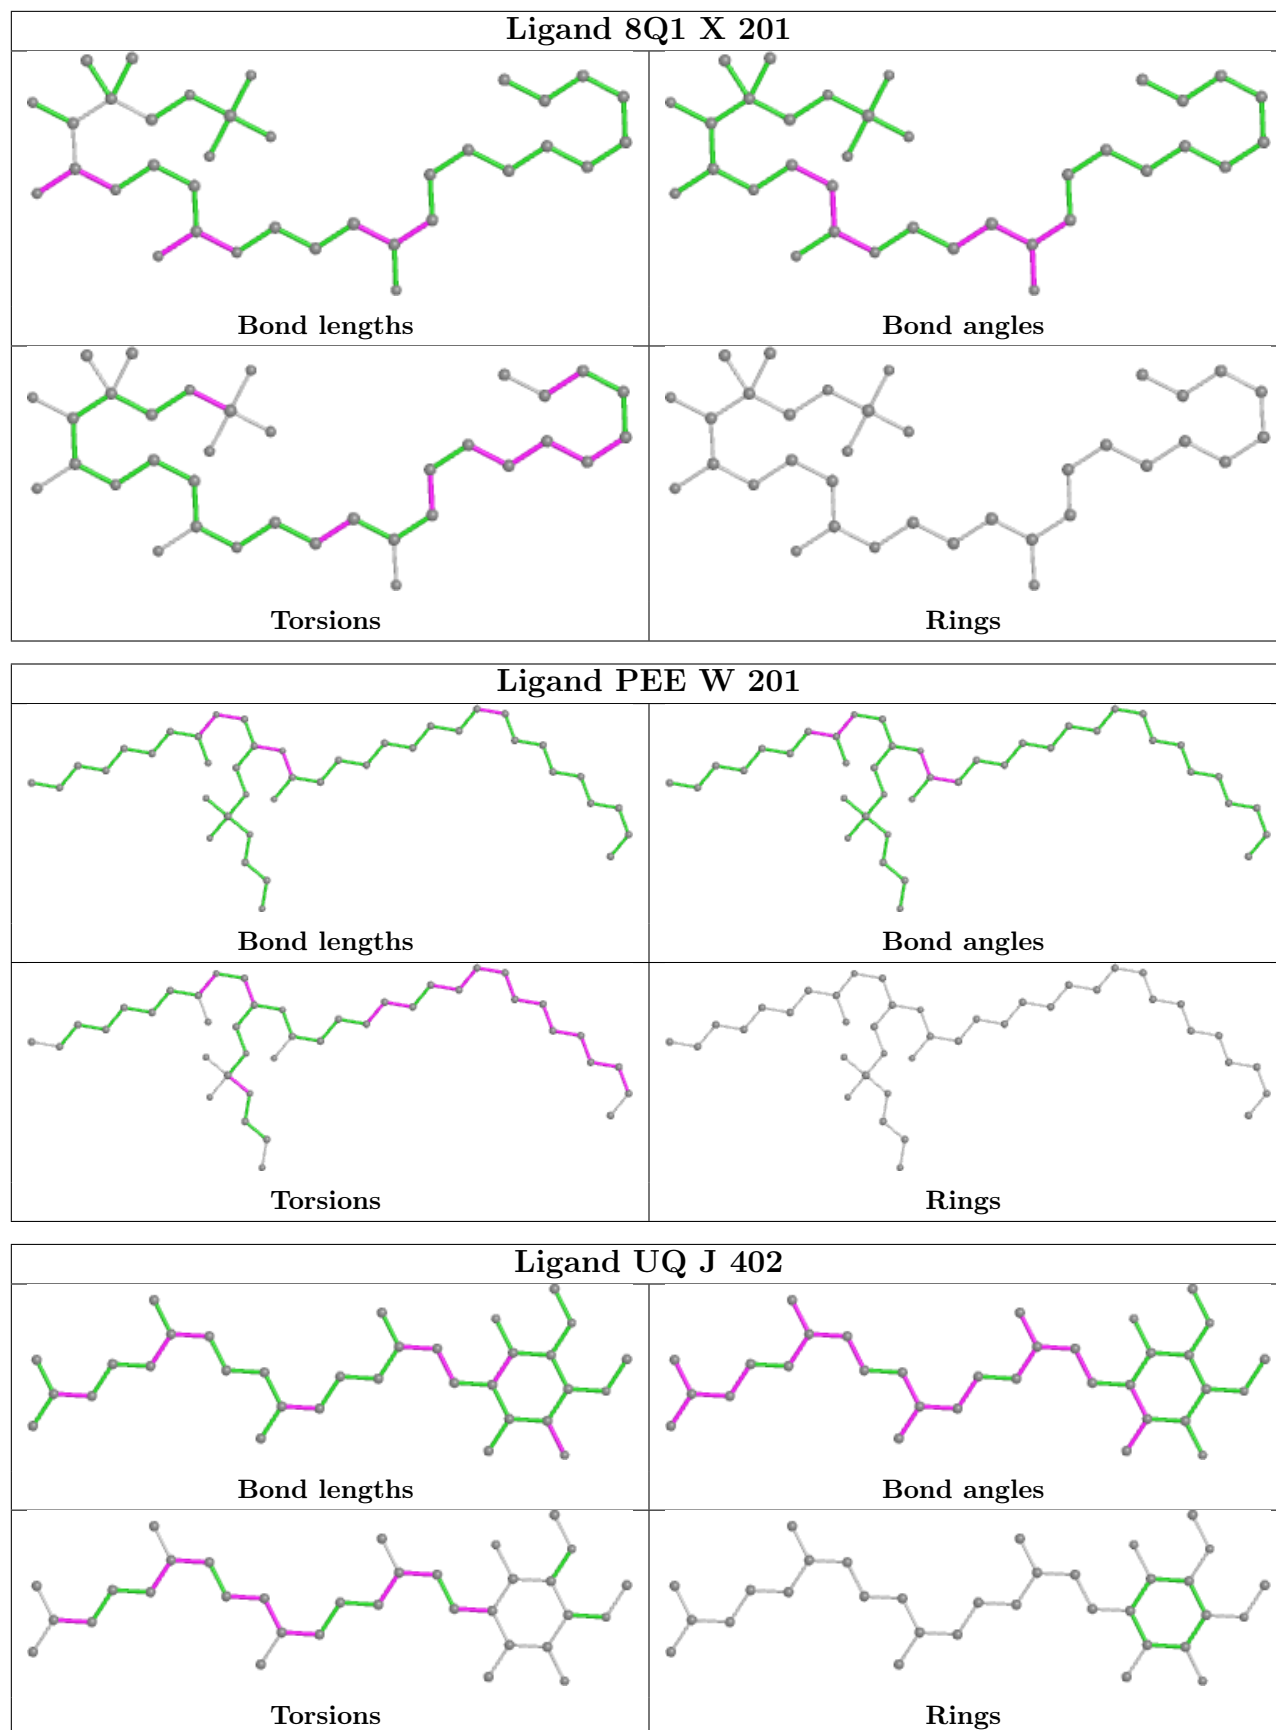 Ligand 8Q1 X 201
Bond lengths
Bond angles
Torsions
Rings
Ligand PEE W 201
Bond lengths
Bond angles
Torsions
Rings
Ligand UQ J 402
Bond lengths
Bond angles
Torsions
Rings